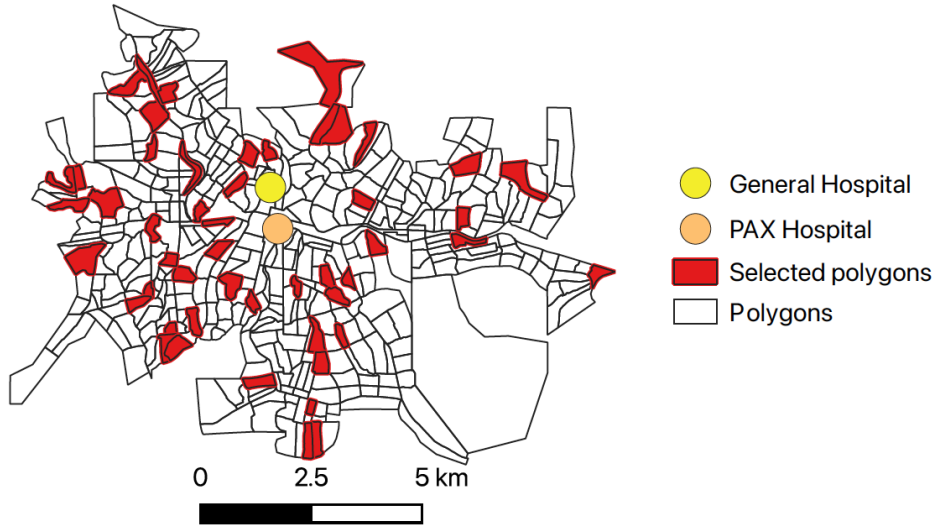 General Hospital
PAX Hospital
Selected polygons
Polygons
0 2.5 5 km